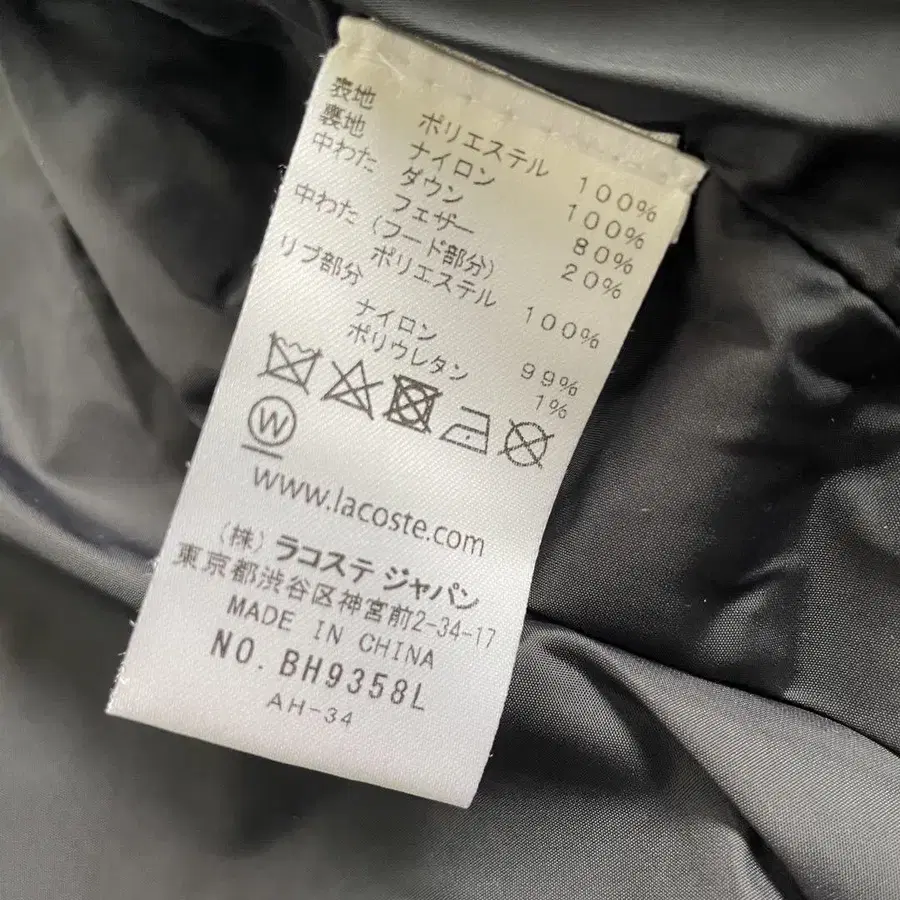 表地 ポリエステル 100%
裏地 ナイロン 100%
中わた ダウン 80%
フェザー 20%
中わた (フード部分)
ポリエステル 100%
リブ部分
ナイロン 99%
ポリウレタン 1%
W
www.lacoste.com
(株) ラコステ ジャパン
東京都渋谷区神宮前2-34-17
MADE IN CHINA
NO. BH9358L
AH-34